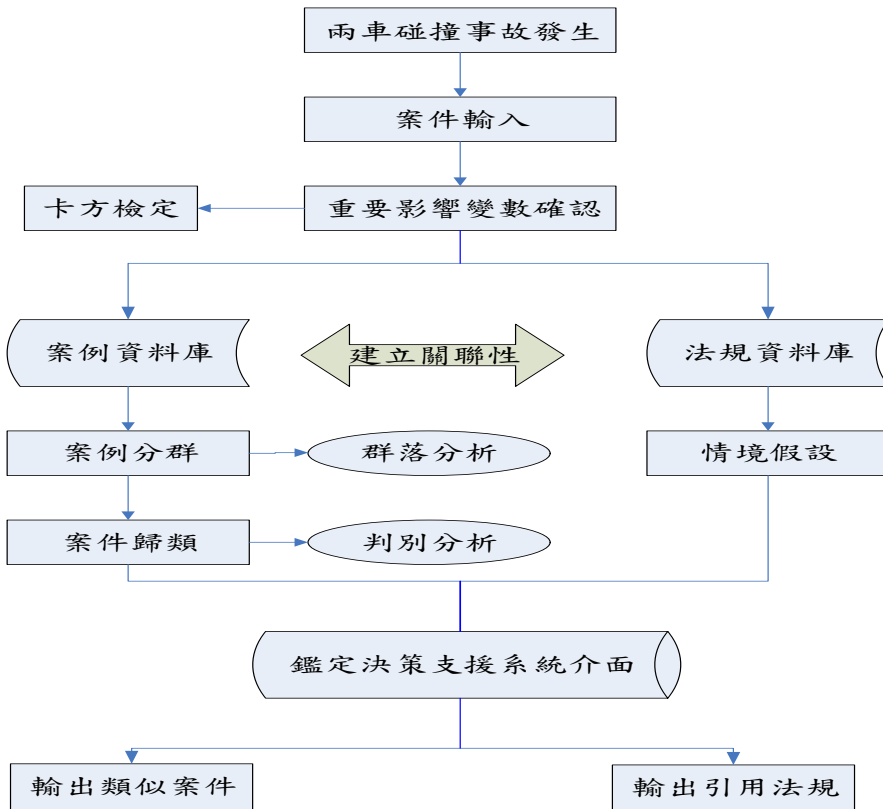 兩車碰撞事故發生
案件輸入
卡方檢定
重要影響變數確認
案例資料庫
建立關聯性
法規資料庫
案例分群
群落分析
情境假設
案件歸類
判別分析
鑑定決策支援系統介面
輸出類似案件
輸出引用法規